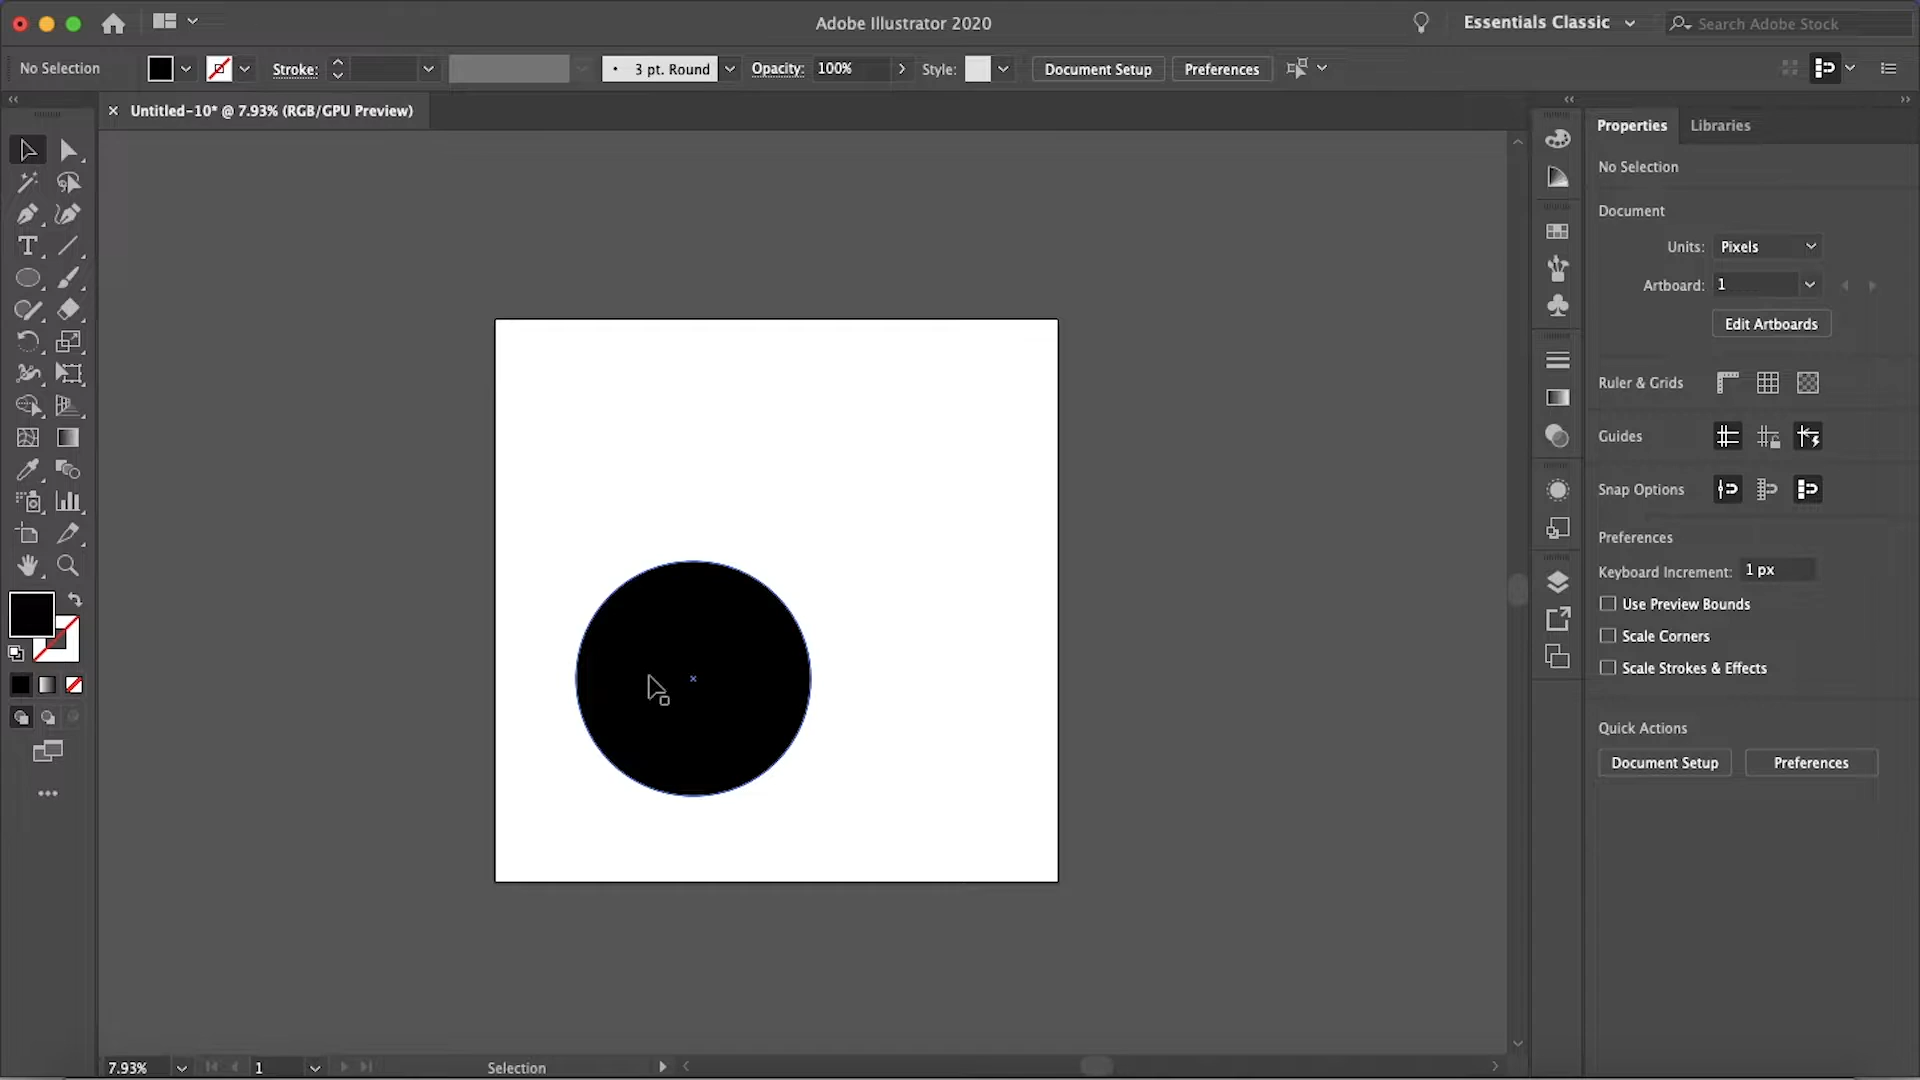 Adobe Illustrator 2020
Essentials Classic
Search Adobe Stock
No Selection
Stroke:
3 pt. Round
Opacity: 100%
Style:
Document Setup
Preferences
Untitled-10* @ 7.93% (RGB/GPU Preview)
Properties
Libraries
No Selection
Document
Units: Pixels
Artboard: 1
Edit Artboards
Ruler & Grids
Guides
Snap Options
Preferences
Keyboard Increment: 1 px
Use Preview Bounds
Scale Corners
Scale Strokes & Effects
Quick Actions
Document Setup
Preferences
7.93%
1
Selection